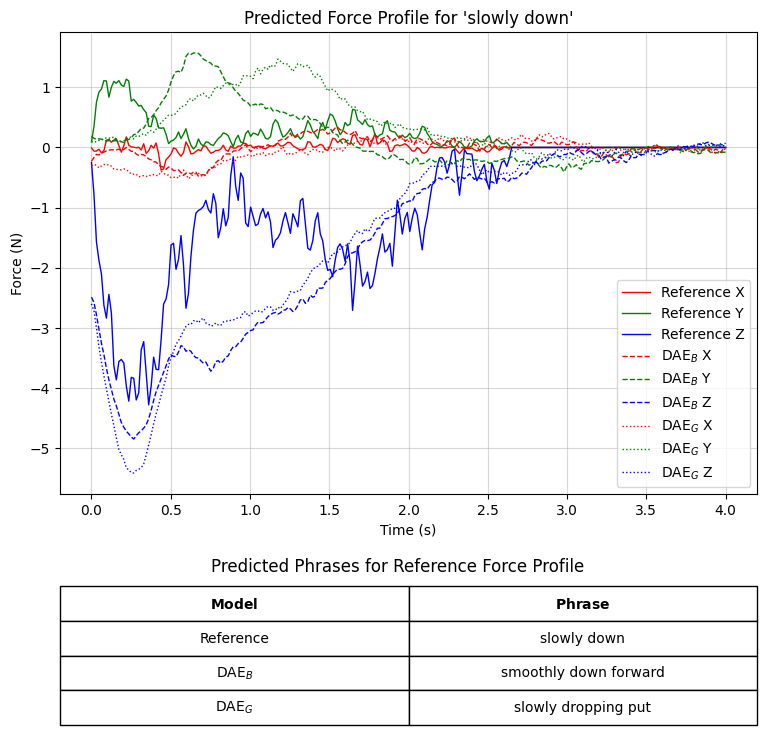 Predicted Force Profile for 'slowly down'
Force (N)
1
0
−1
−2
−3
−4
−5
Reference X
Reference Y
Reference Z
DAE_B X
DAE_B Y
DAE_B Z
DAE_G X
DAE_G Y
DAE_G Z
0.0 0.5 1.0 1.5 2.0 2.5 3.0 3.5 4.0
Time (s)
Predicted Phrases for Reference Force Profile
Model Phrase
Reference slowly down
DAE_B smoothly down forward
DAE_G slowly dropping put